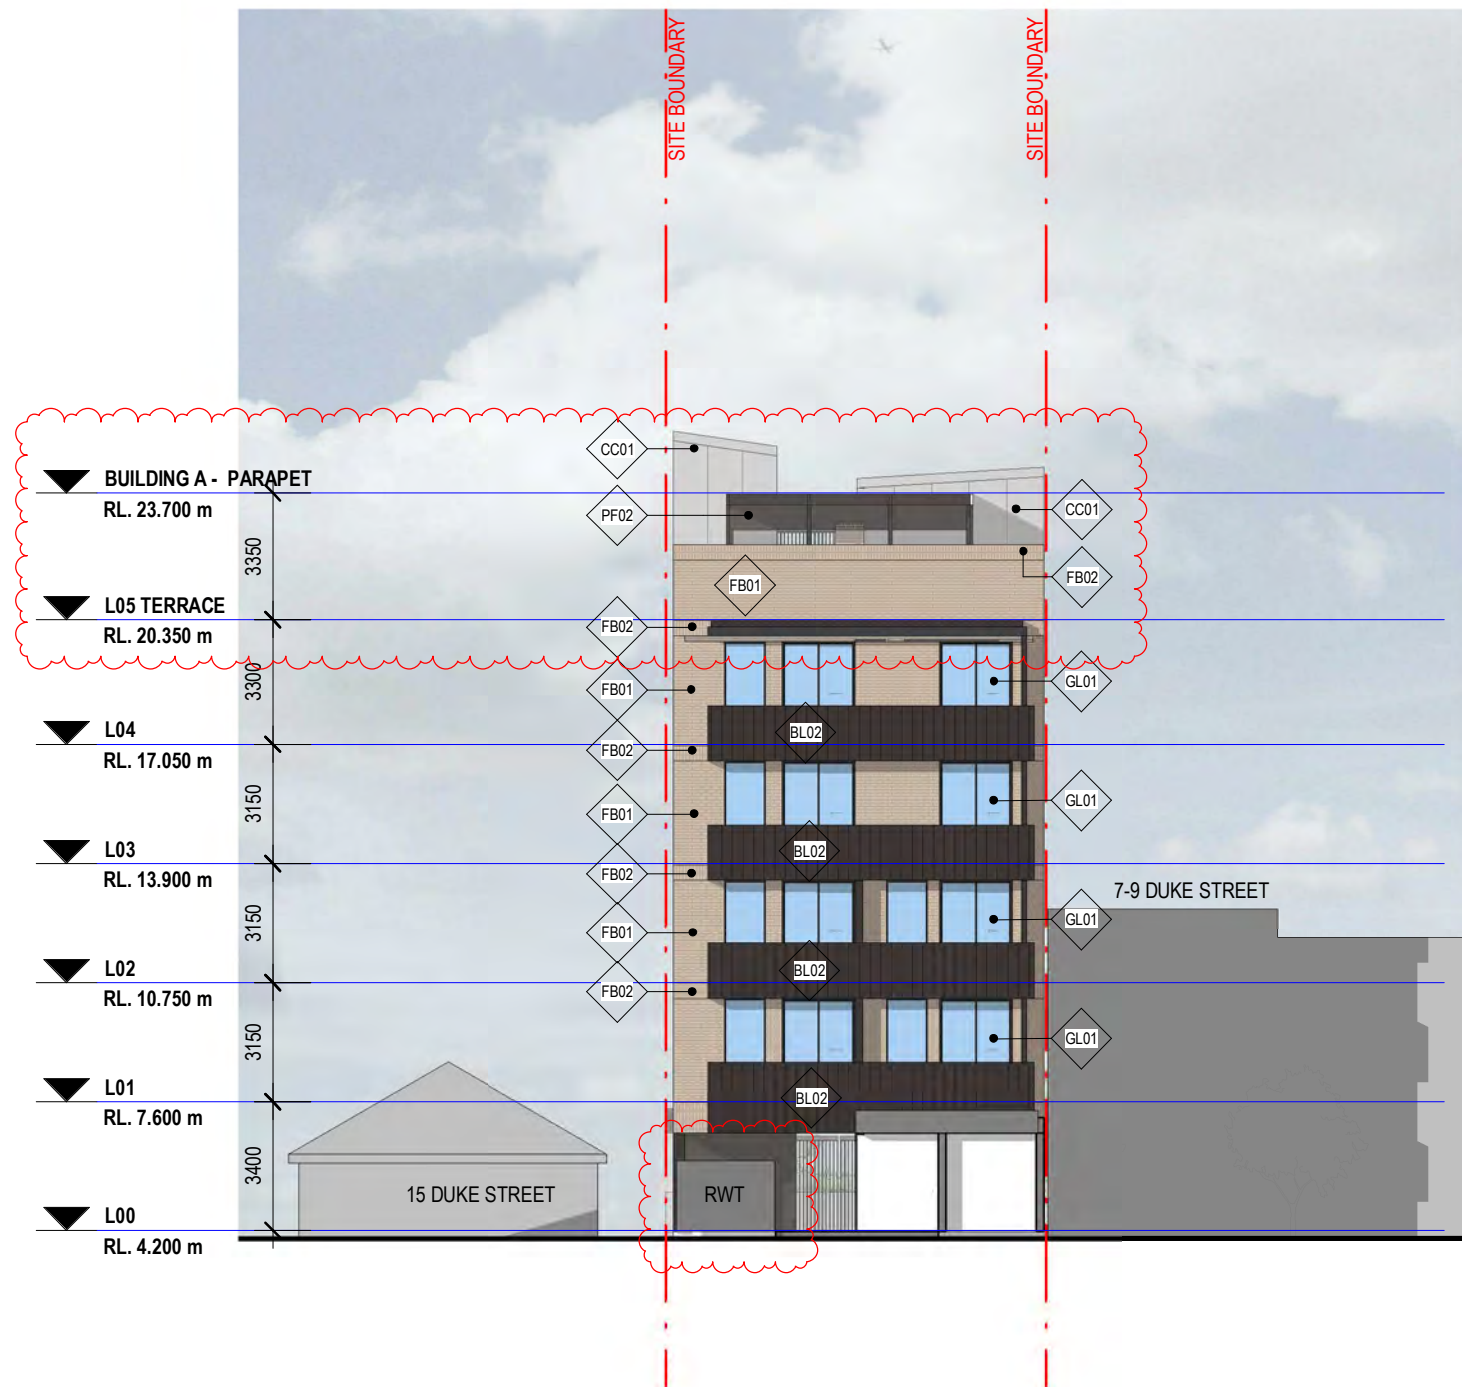 SITE BOUNDARY
SITE BOUNDARY
CC01
BUILDING A - PARAPET
RL. 23.700 m
PF02
CC01
3350
FB01
FB02
L05 TERRACE
RL. 20.350 m
FB02
3300
FB01
GL01
L04
RL. 17.050 m
FB02
BL02
3150
FB01
GL01
L03
RL. 13.900 m
FB02
BL02
7-9 DUKE STREET
3150
FB01
GL01
L02
RL. 10.750 m
FB02
BL02
3150
GL01
L01
RL. 7.600 m
BL02
3400
15 DUKE STREET
RWT
L00
RL. 4.200 m